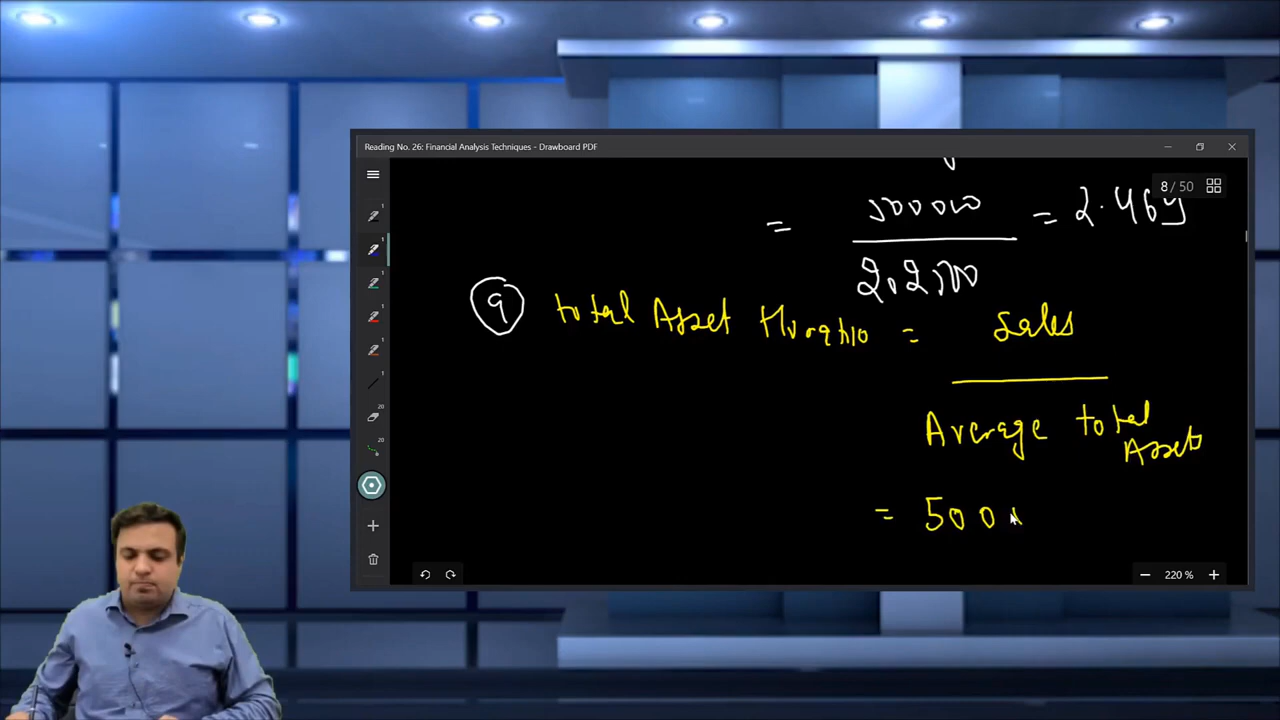 Reading No. 26: Financial Analysis Techniques - Drawboard PDF
8 / 50
= 500000 / 202500 = 2.469
9 total Asset = Sales
Average total Assets
= 500
220 %